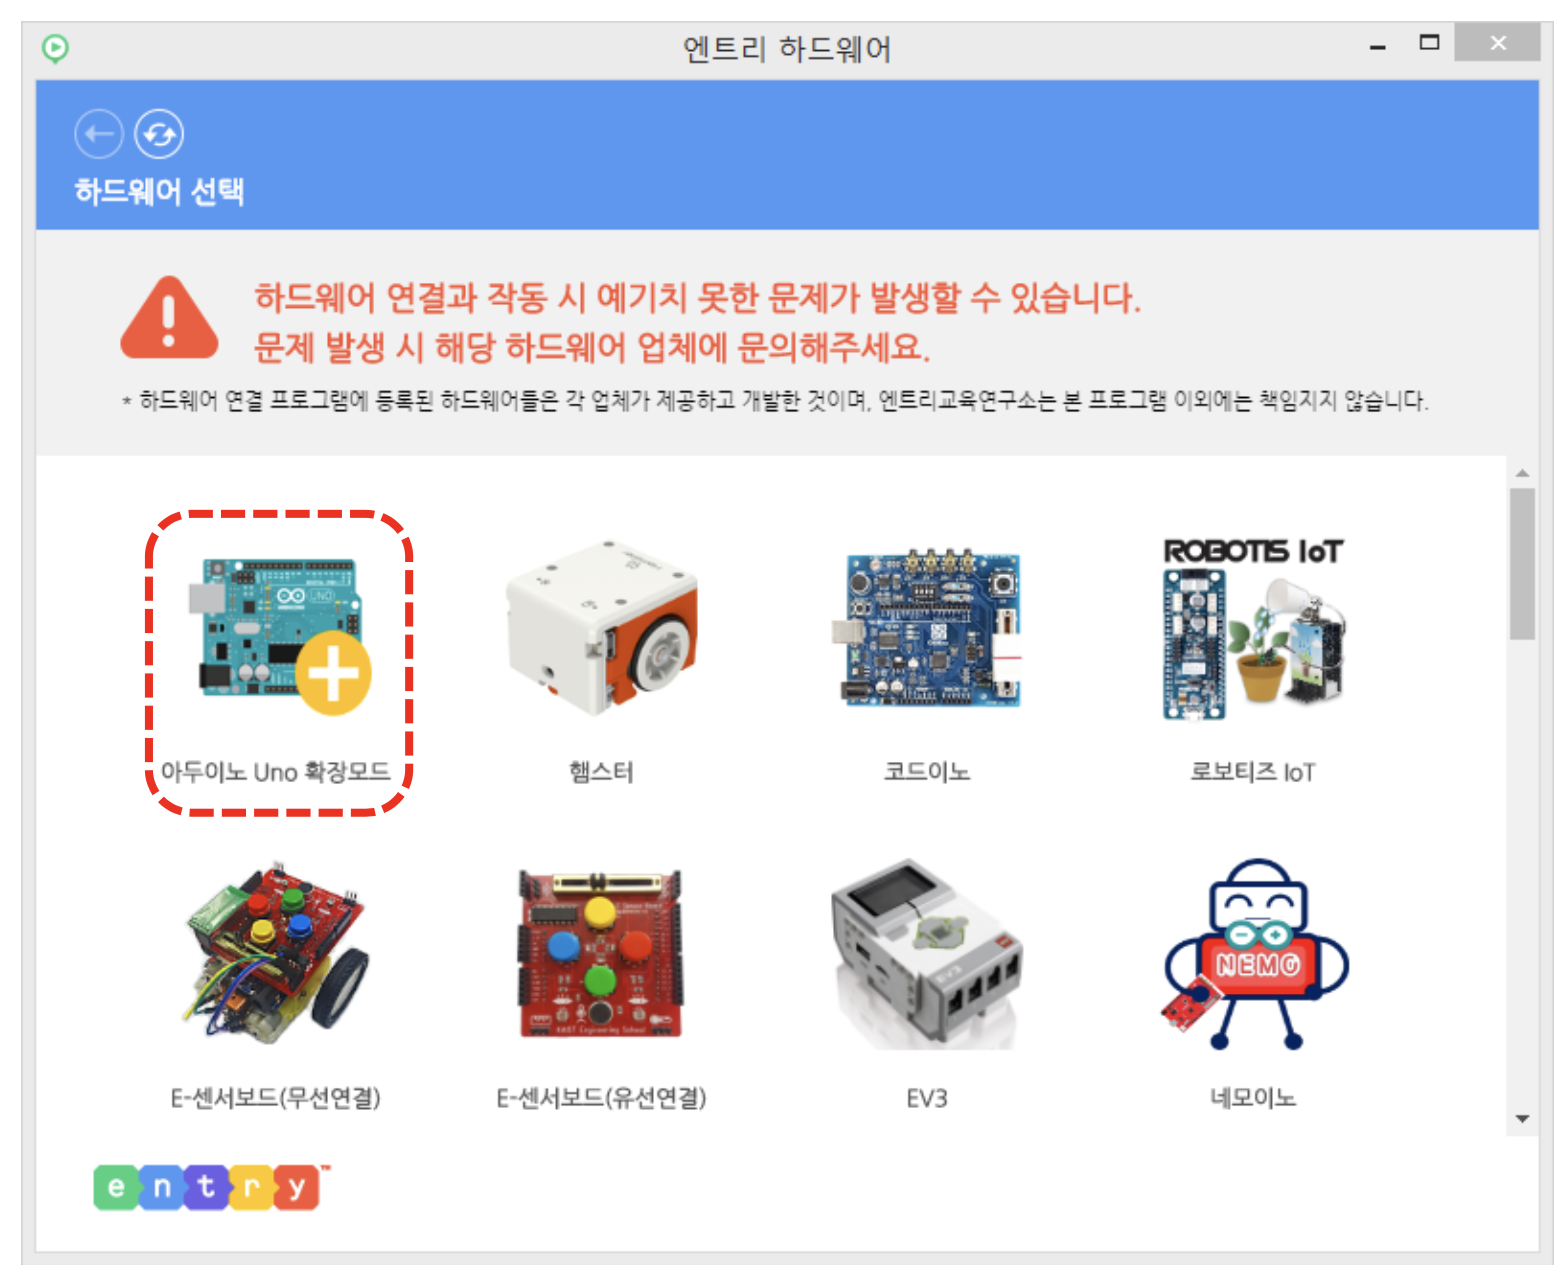 엔트리 하드웨어
하드웨어 선택
하드웨어 연결과 작동 시 예기치 못한 문제가 발생할 수 있습니다.
문제 발생 시 해당 하드웨어 업체에 문의해주세요.
* 하드웨어 연결 프로그램에 등록된 하드웨어들은 각 업체가 제공하고 개발한 것이며, 엔트리교육연구소는 본 프로그램 이외에는 책임지지 않습니다.
UNO
ROBOTIS IoT
아두이노 Uno 확장모드
햄스터
코드이노
로보티즈 IoT
EV3
NEMO
E-센서보드(무선연결)
E-센서보드(유선연결)
EV3
네모이노
entry™